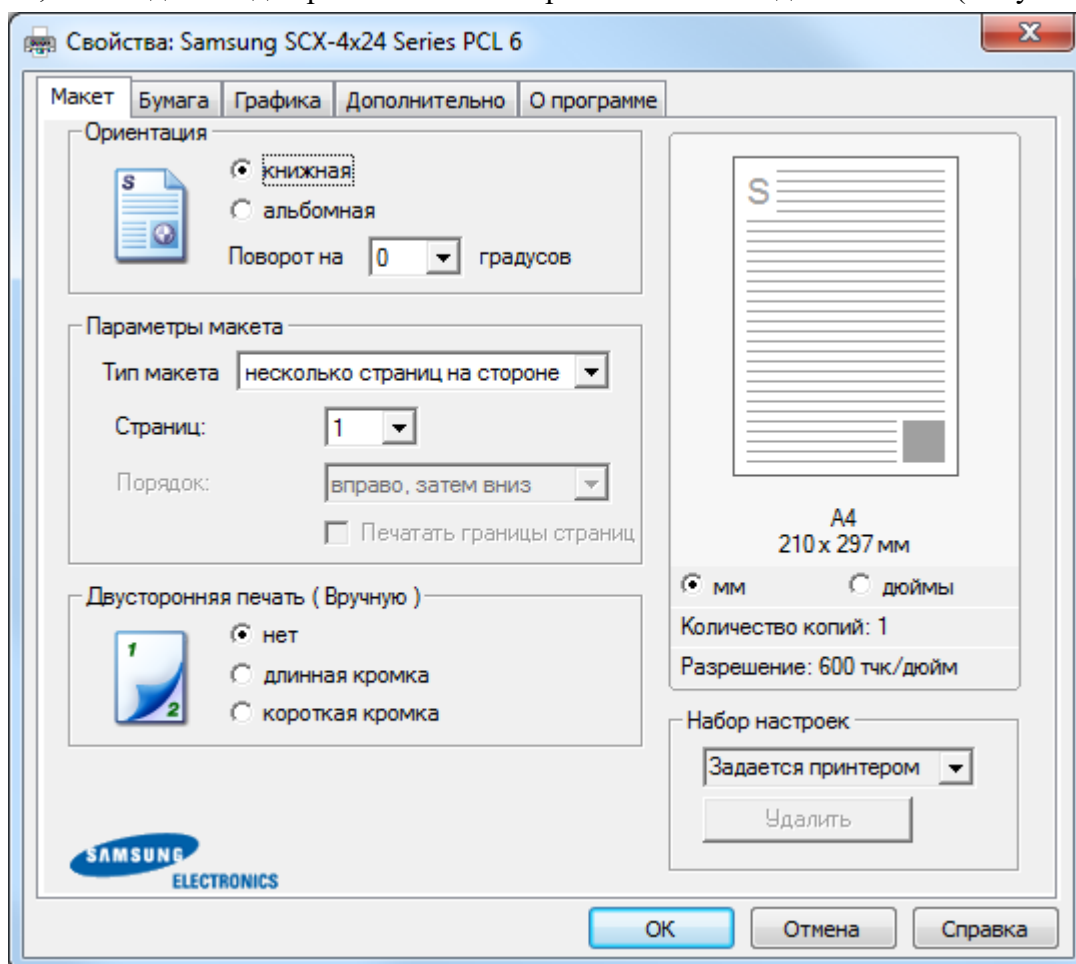 Свойства: Samsung SCX-4x24 Series PCL 6
Макет Бумага Графика Дополнительно О программе
Ориентация
S
книжная
альбомная
Поворот на 0 градусов
Параметры макета
Тип макета несколько страниц на стороне
Страниц: 1
Порядок: вправо, затем вниз
Печатать границы страниц
Двусторонняя печать ( Вручную )
1
2
нет
длинная кромка
короткая кромка
SAMSUNG
ELECTRONICS
S
A4
210 x 297 мм
мм дюймы
Количество копий: 1
Разрешение: 600 тчк/дюйм
Набор настроек
Задается принтером
Удалить
OK Отмена Справка